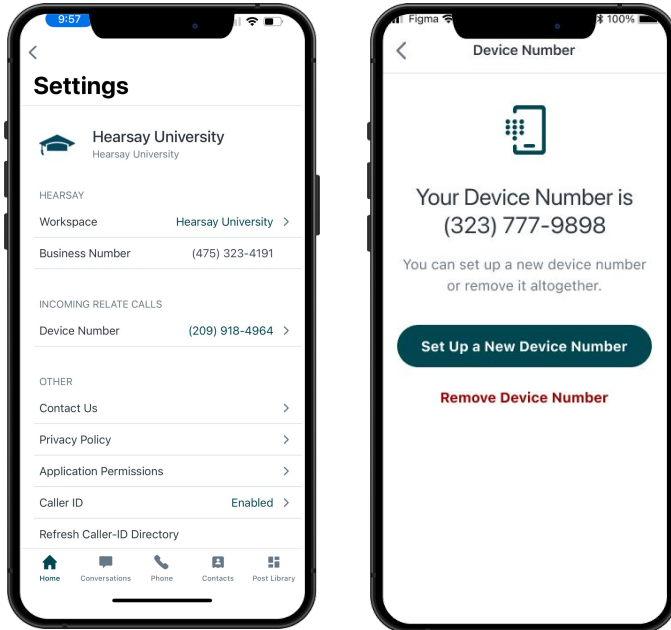 9:57
Settings
Hearsay University
Hearsay University
HEARSAY
Workspace Hearsay University
Business Number (475) 323-4191
INCOMING RELATE CALLS
Device Number (209) 918-4964
OTHER
Contact Us
Privacy Policy
Application Permissions
Caller ID Enabled
Refresh Caller-ID Directory
Home Conversations Phone Contacts Post Library
Figma 100%
Device Number
Your Device Number is
(323) 777-9898
You can set up a new device number
or remove it altogether.
Set Up a New Device Number
Remove Device Number